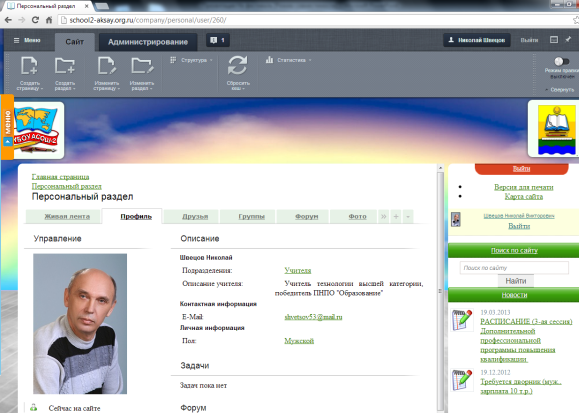 Персональный раздел
school2-aksay.org.ru/company/personal/user/260/
Меню
Сайт
Администрирование
1
Николай Швецов
Выйти
Создать страницу
Создать раздел
Изменить страницу
Изменить раздел
Структура
Сбросить кеш
Статистика
Режим правки
выключен
Свернуть
меню
МБОУ АСОШ-2
Главная страница
Персональный раздел
Персональный раздел
Живая лента
Профиль
Друзья
Группы
Форум
Фото
Управление
Описание
Швецов Николай
Подразделения: Учителя
Описание учителя: Учитель технологии высшей категории,
победитель ПНПО "Образование"
Контактная информация
E-Mail: shvetsov53@mail.ru
Личная информация
Пол: Мужской
Задачи
Задач пока нет
Форум
Сейчас на сайте
Выйти
Версия для печати
Карта сайта
Швецов Николай Викторович
Выйти
Поиск по сайту
Поиск по сайту
Найти
Новости
19.03.2013
РАСПИСАНИЕ (3-ая сессия)
Дополнительной
профессиональной
программы повышения
квалификации.
19.12.2012
Требуется дворник (муж.,
зарплата 10 т.р.)